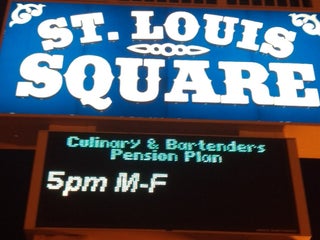 ST. LOUIS
SQUARE
Culinary & Bartenders
Pension Plan
5pm M-F